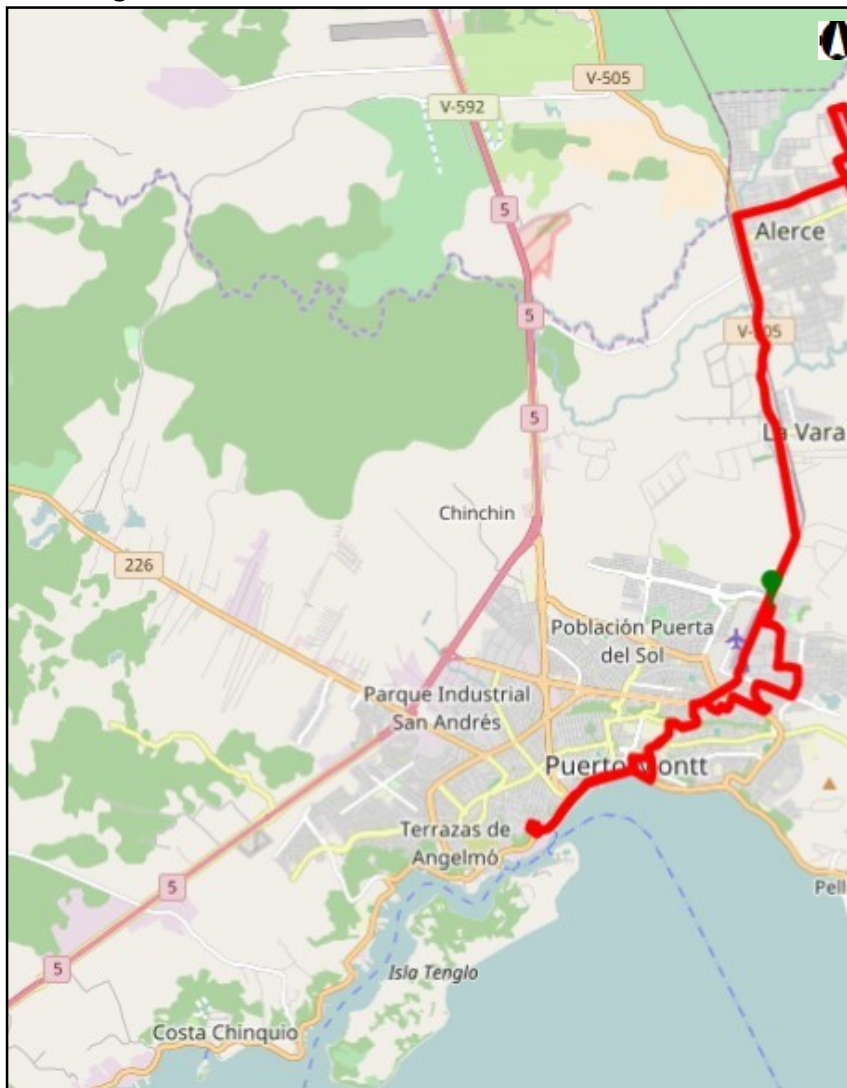 V-505
V-592
5
Alerce
5
V-505
5
La Vara
Chinchin
226
Población Puerta
del Sol
Parque Industrial
San Andrés
Puerto Montt
Terrazas de
Angelmó
5
5
Isla Tenglo
Costa Chinquio